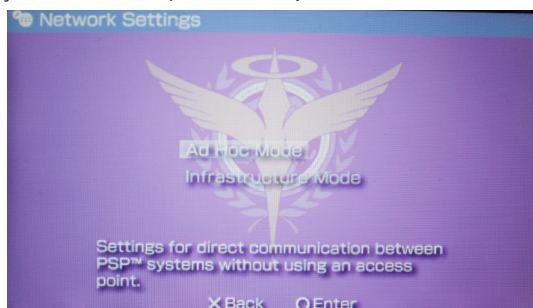 Network Settings
Ad Hoc Mode
Infrastructure Mode
Settings for direct communication between
PSP™ systems without using an access
point.
X Back O Enter